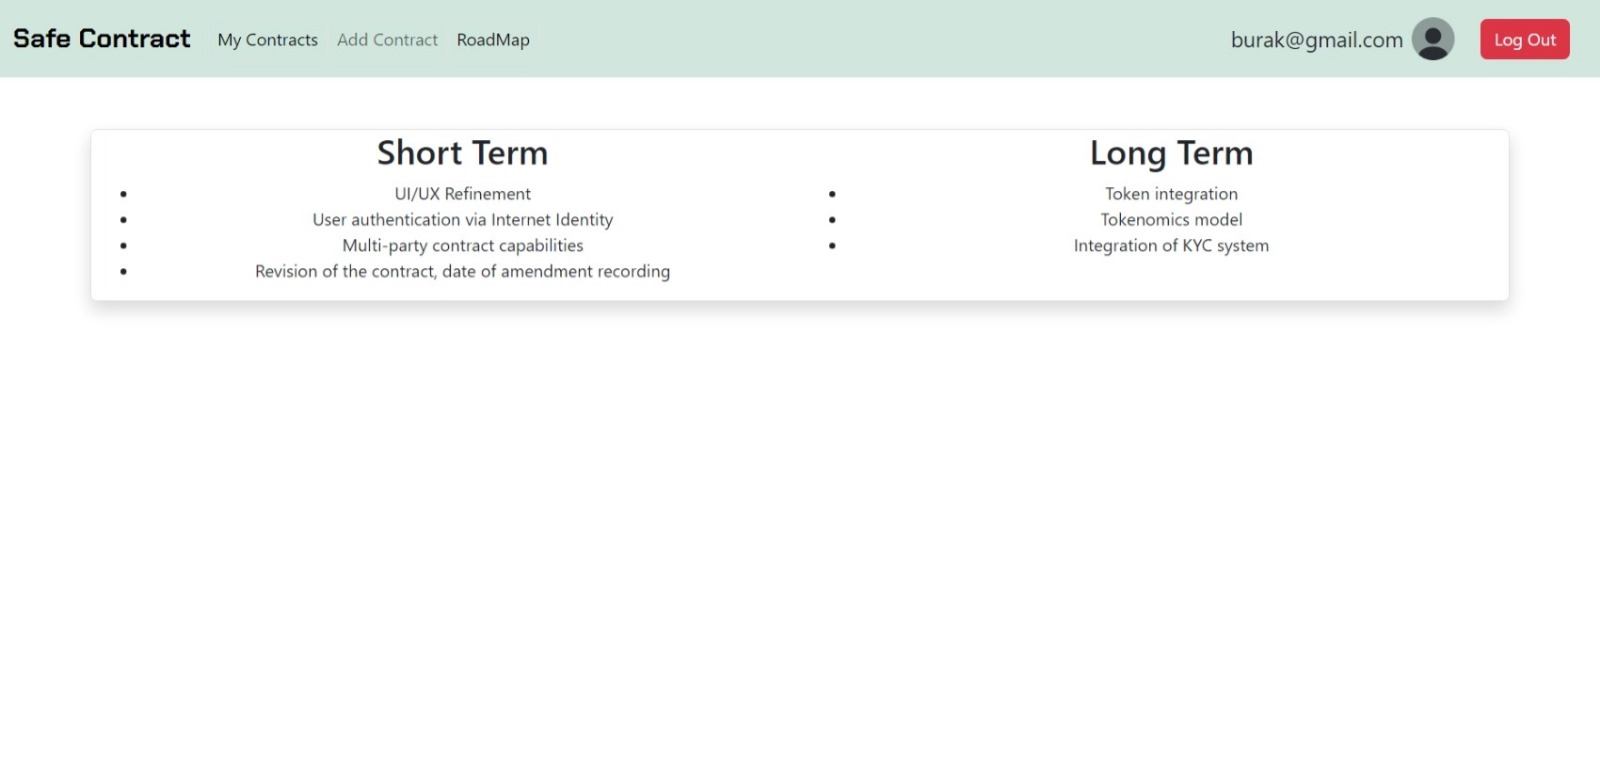 Safe Contract My Contracts Add Contract RoadMap burak@gmail.com Log Out
Short Term
UI/UX Refinement
User authentication via Internet Identity
Multi-party contract capabilities
Revision of the contract, date of amendment recording
Long Term
Token integration
Tokenomics model
Integration of KYC system